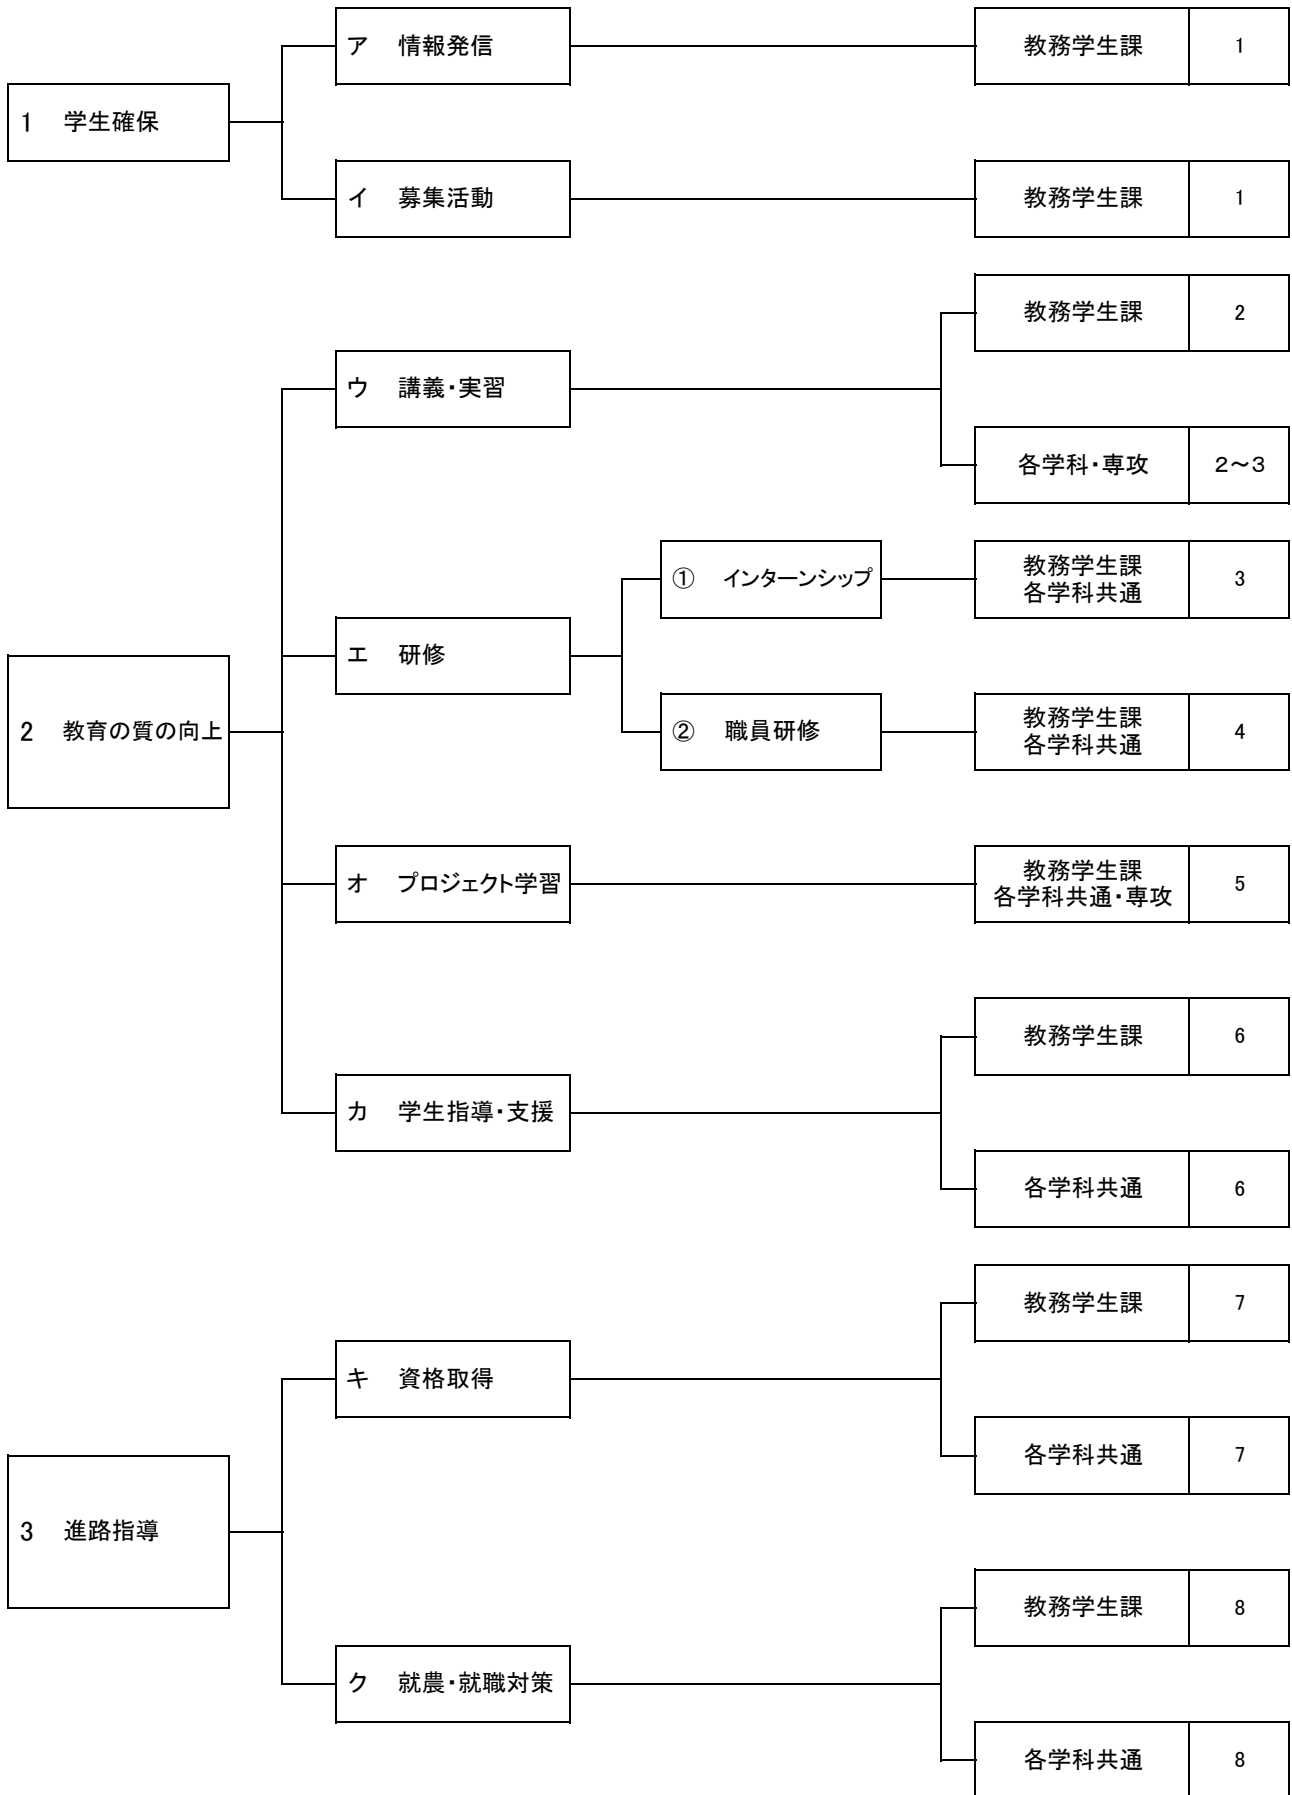 ア 情報発信
教務学生課 1
1 学生確保
イ 募集活動
教務学生課 1
教務学生課 2
ウ 講義・実習
各学科・専攻 2～3
① インターンシップ
教務学生課
各学科共通
3
エ 研修
2 教育の質の向上
② 職員研修
教務学生課
各学科共通
4
オ プロジェクト学習
教務学生課
各学科共通・専攻
5
教務学生課 6
カ 学生指導・支援
各学科共通 6
教務学生課 7
キ 資格取得
各学科共通 7
3 進路指導
教務学生課 8
ク 就農・就職対策
各学科共通 8